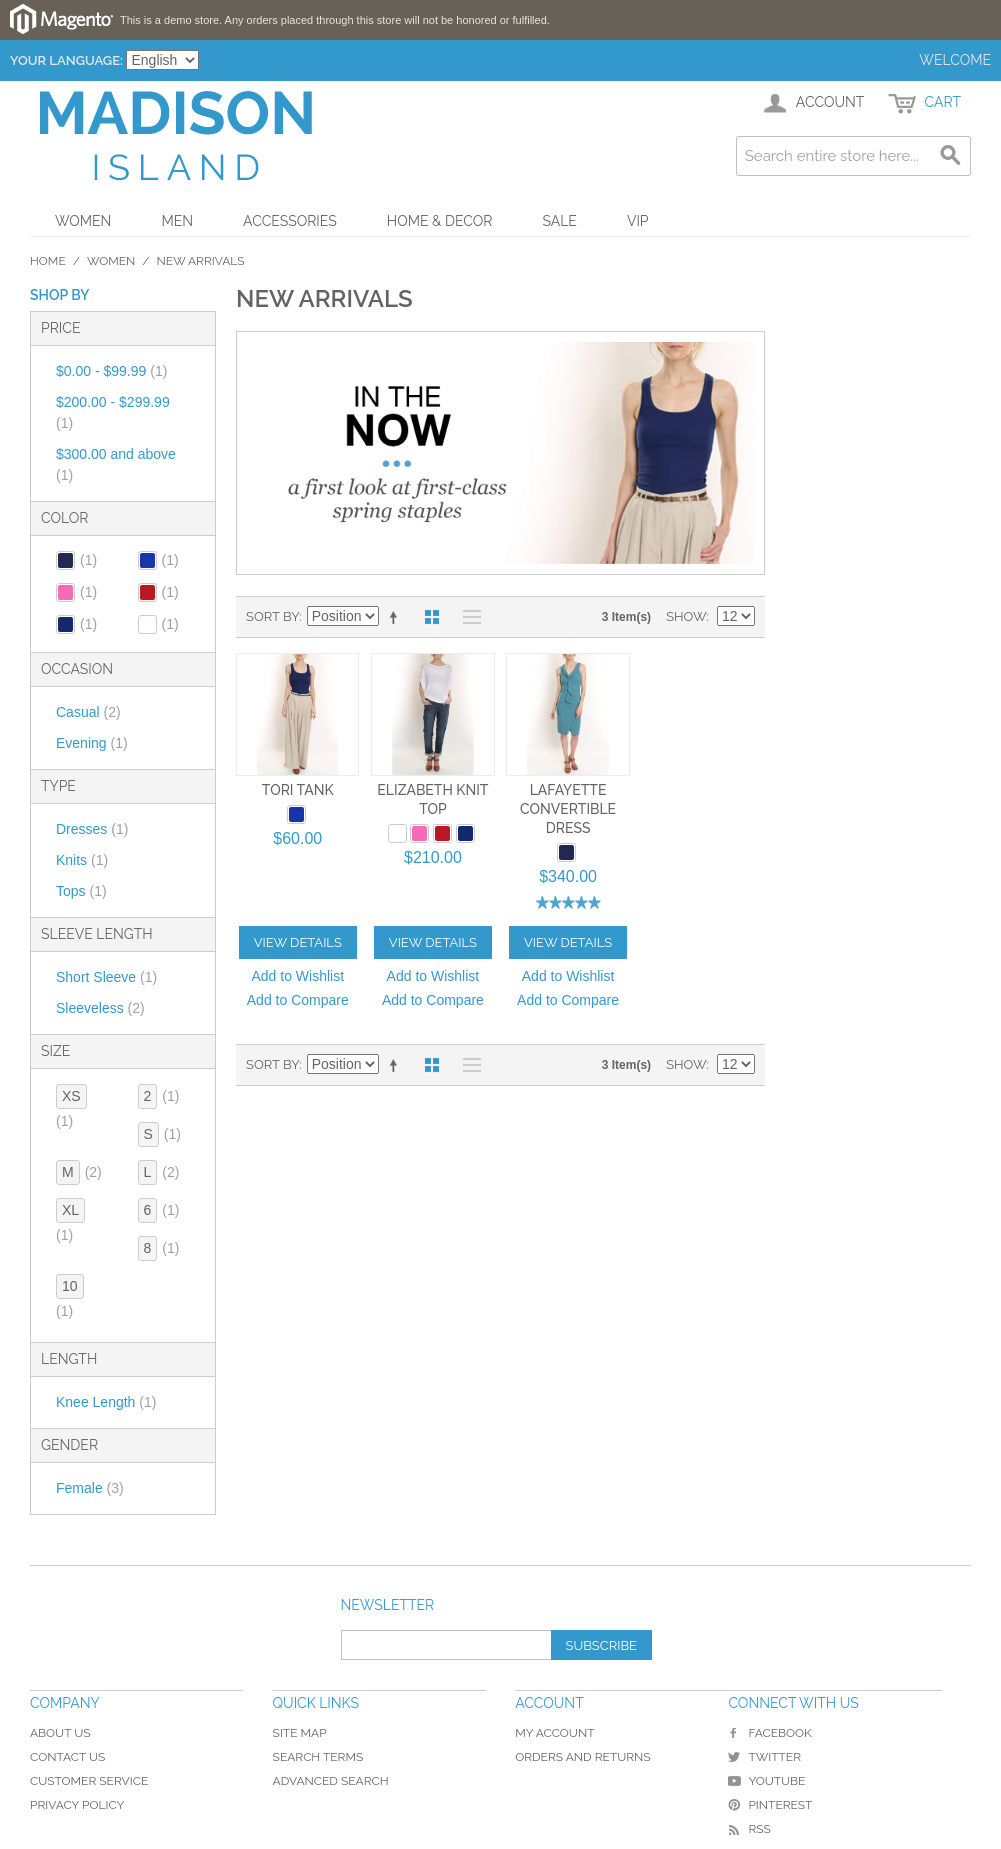 Magento® This is a demo store. Any orders placed through this store will not be honored or fulfilled.
YOUR LANGUAGE: English WELCOME
MADISON
ISLAND
ACCOUNT CART
Search entire store here...
WOMEN MEN ACCESSORIES HOME & DECOR SALE VIP
HOME / WOMEN / NEW ARRIVALS
SHOP BY
PRICE
$0.00 - $99.99 (1)
$200.00 - $299.99
(1)
$300.00 and above
(1)
COLOR
(1) (1)
(1) (1)
(1) (1)
OCCASION
Casual (2)
Evening (1)
TYPE
Dresses (1)
Knits (1)
Tops (1)
SLEEVE LENGTH
Short Sleeve (1)
Sleeveless (2)
SIZE
XS (1)
2 (1)
S (1)
M (2) L (2)
XL (1)
6 (1)
8 (1)
10
(1)
LENGTH
Knee Length (1)
GENDER
Female (3)
NEW ARRIVALS
IN THE
NOW
a first look at first-class
spring staples
SORT BY: Position 3 Item(s) SHOW: 12
TORI TANK
$60.00
VIEW DETAILS
Add to Wishlist
Add to Compare
ELIZABETH KNIT
TOP
$210.00
VIEW DETAILS
Add to Wishlist
Add to Compare
LAFAYETTE
CONVERTIBLE
DRESS
$340.00
VIEW DETAILS
Add to Wishlist
Add to Compare
SORT BY: Position 3 Item(s) SHOW: 12
NEWSLETTER
SUBSCRIBE
COMPANY
ABOUT US
CONTACT US
CUSTOMER SERVICE
PRIVACY POLICY
QUICK LINKS
SITE MAP
SEARCH TERMS
ADVANCED SEARCH
ACCOUNT
MY ACCOUNT
ORDERS AND RETURNS
CONNECT WITH US
FACEBOOK
TWITTER
YOUTUBE
PINTEREST
RSS